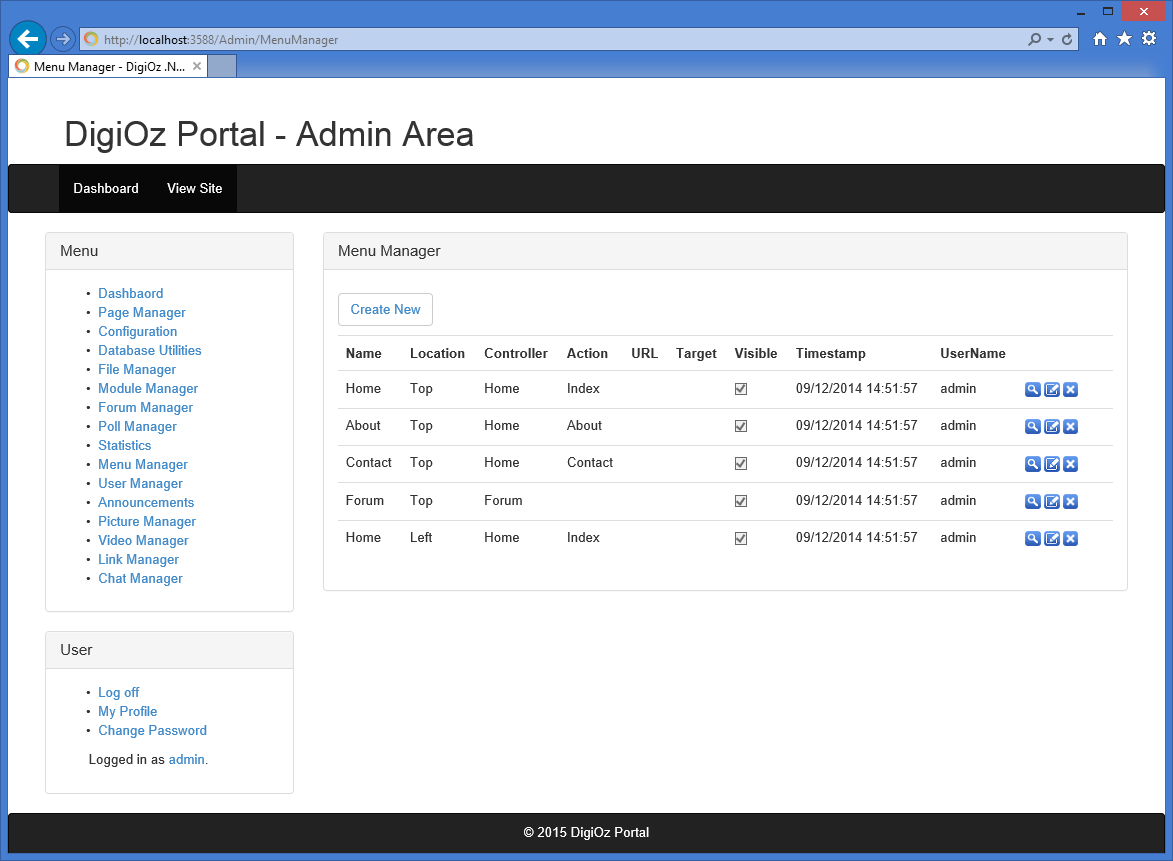 http://localhost:3588/Admin/MenuManager
Menu Manager - DigiOz .N...
DigiOz Portal - Admin Area
Dashboard View Site
Menu
Dashbaord
Page Manager
Configuration
Database Utilities
File Manager
Module Manager
Forum Manager
Poll Manager
Statistics
Menu Manager
User Manager
Announcements
Picture Manager
Video Manager
Link Manager
Chat Manager
User
Log off
My Profile
Change Password
Logged in as admin.
Menu Manager
Create New
Name Location Controller Action URL Target Visible Timestamp UserName
Home Top Home Index 09/12/2014 14:51:57 admin
About Top Home About 09/12/2014 14:51:57 admin
Contact Top Home Contact 09/12/2014 14:51:57 admin
Forum Top Forum 09/12/2014 14:51:57 admin
Home Left Home Index 09/12/2014 14:51:57 admin
© 2015 DigiOz Portal